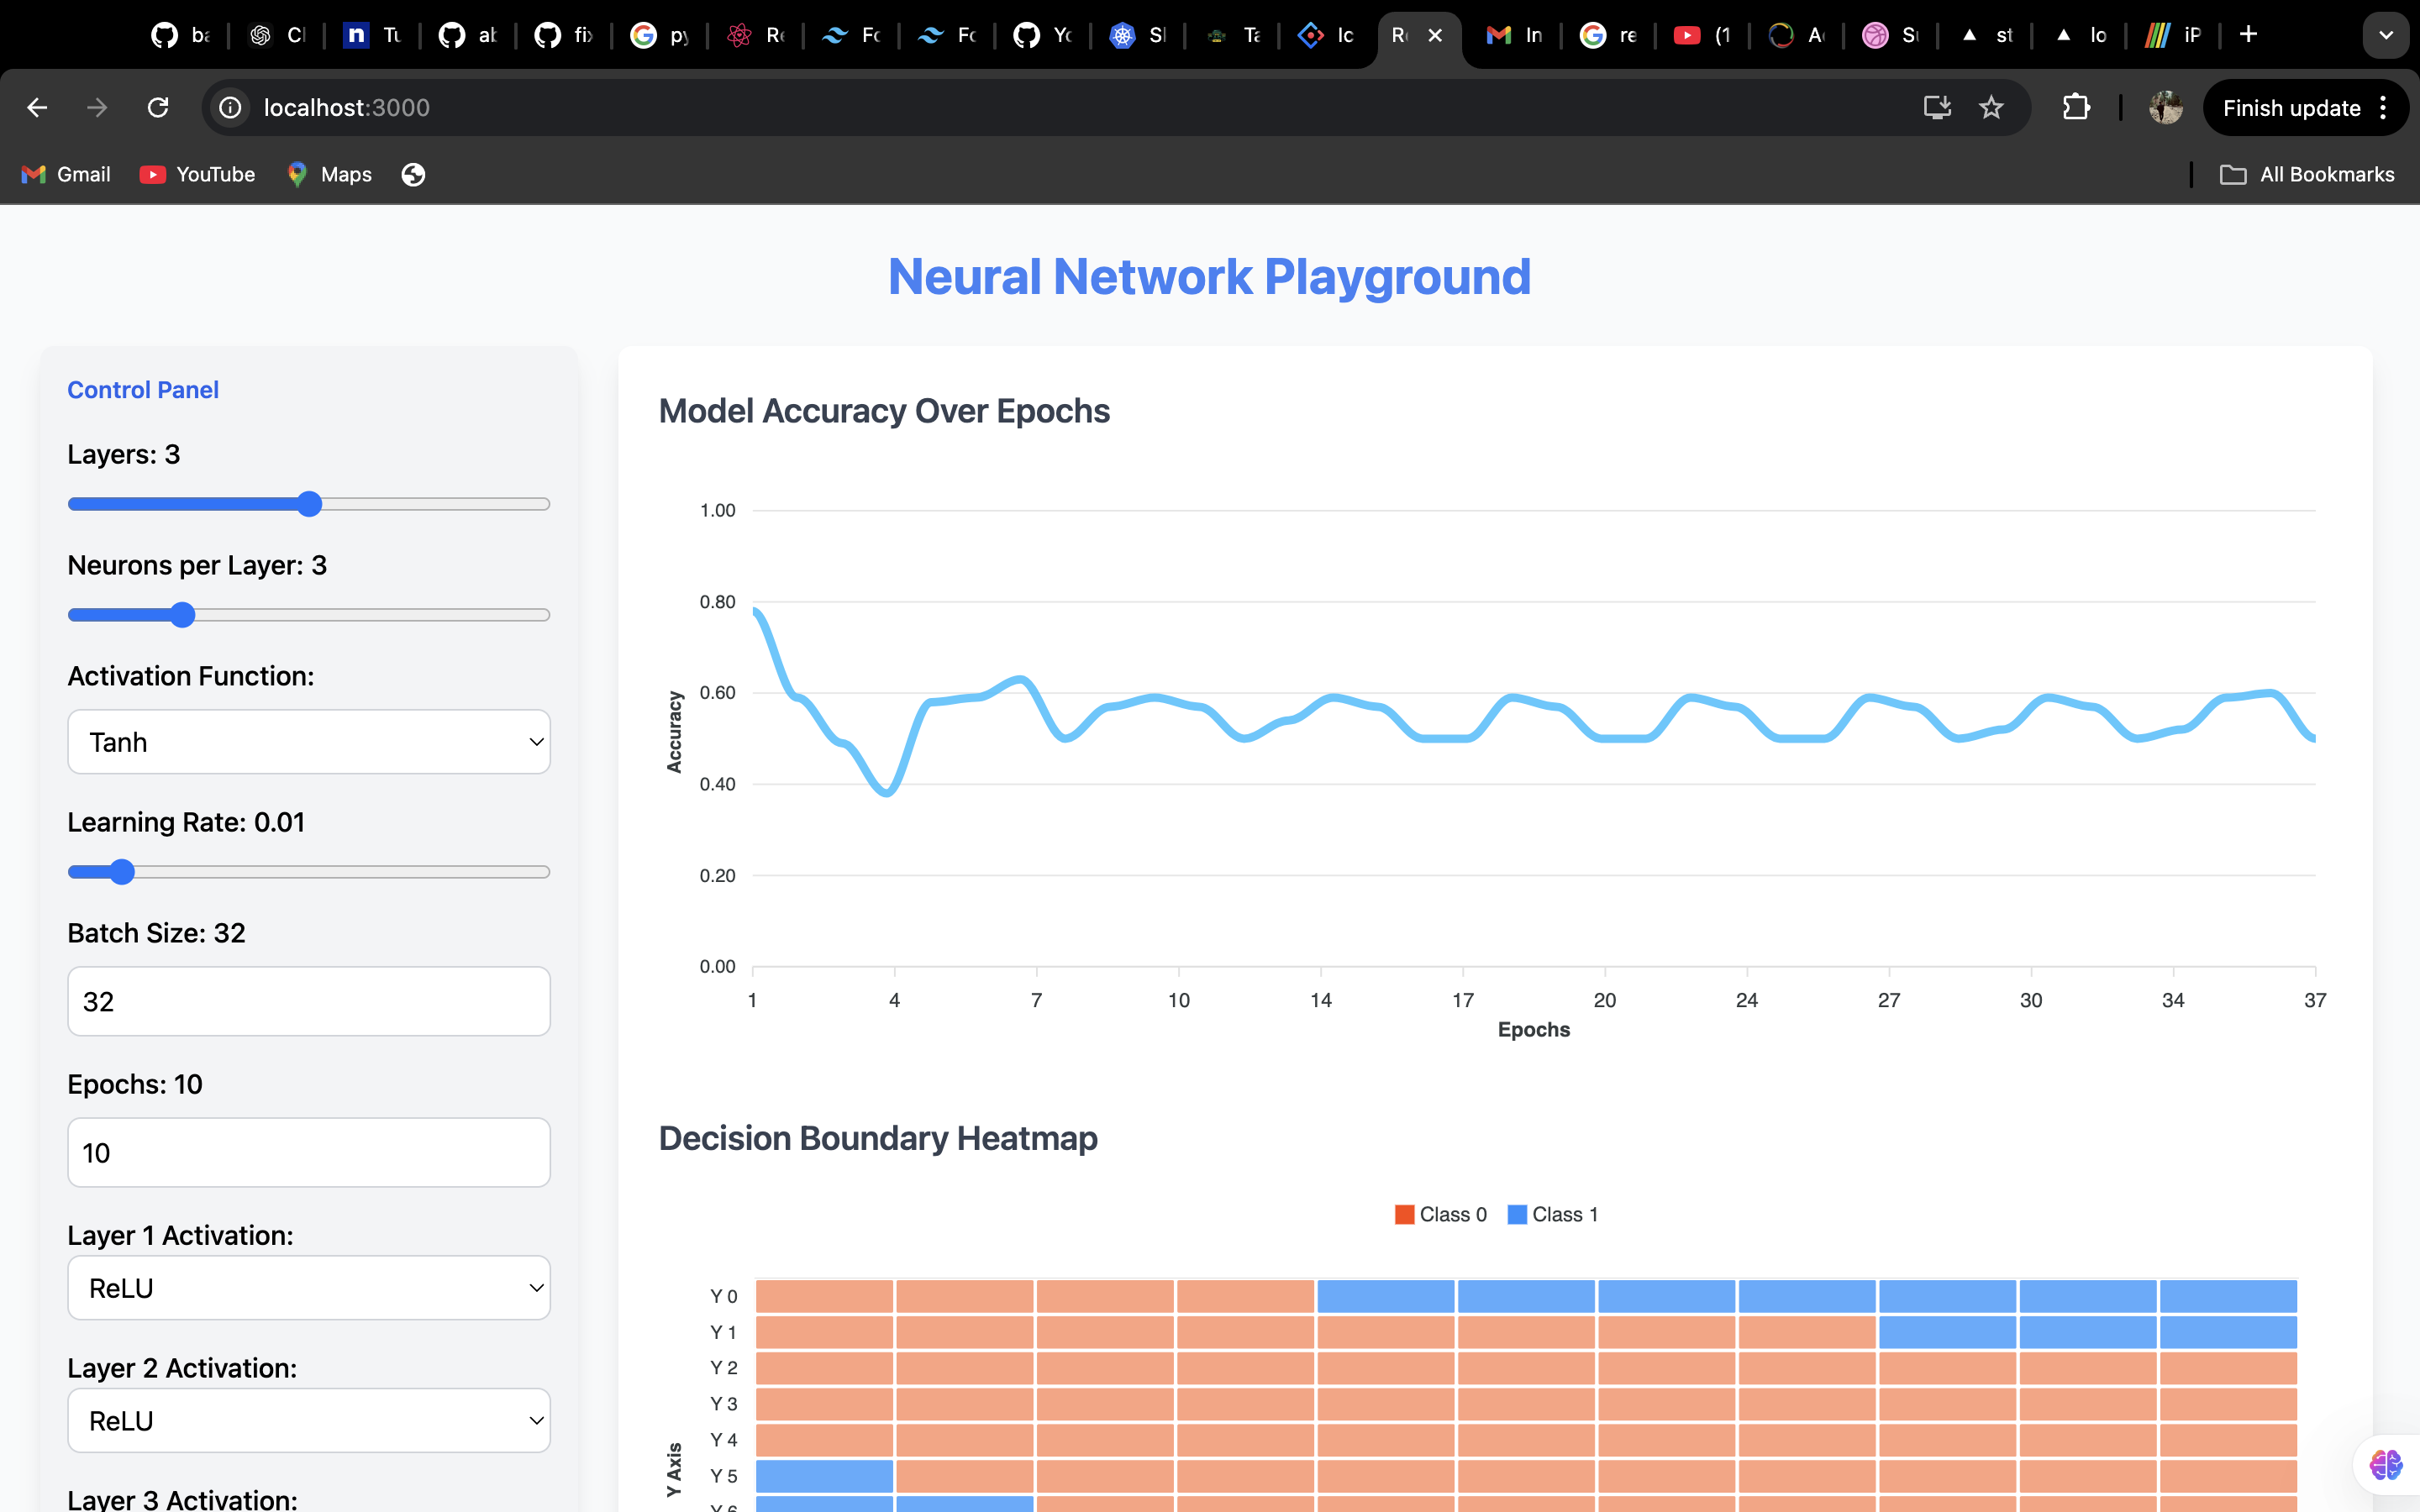 ba Cl Tu ab fix py Re Fo Fo Yo Sl Ta Ic Re In re (1 A Su st lo iP
localhost:3000
Finish update
Gmail YouTube Maps
All Bookmarks
Neural Network Playground
Control Panel
Layers: 3
Neurons per Layer: 3
Activation Function:
Tanh
Learning Rate: 0.01
Batch Size: 32
32
Epochs: 10
10
Layer 1 Activation:
ReLU
Layer 2 Activation:
ReLU
Layer 3 Activation:
Model Accuracy Over Epochs
1.00
0.80
0.60
0.40
0.20
0.00
Accuracy
1 4 7 10 14 17 20 24 27 30 34 37
Epochs
Decision Boundary Heatmap
Class 0 Class 1
Y 0
Y 1
Y 2
Y 3
Y 4
Y 5
Y 6
Y Axis